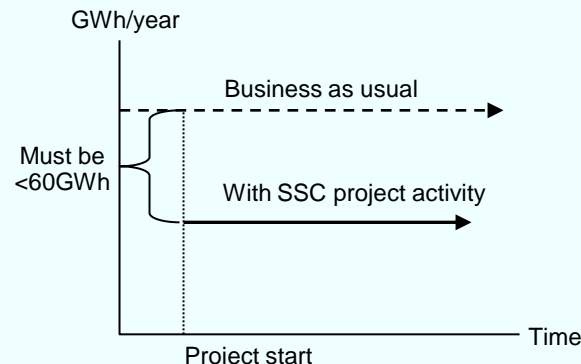 GWh/year
Business as usual
Must be
<60GWh
With SSC project activity
Time
Project start